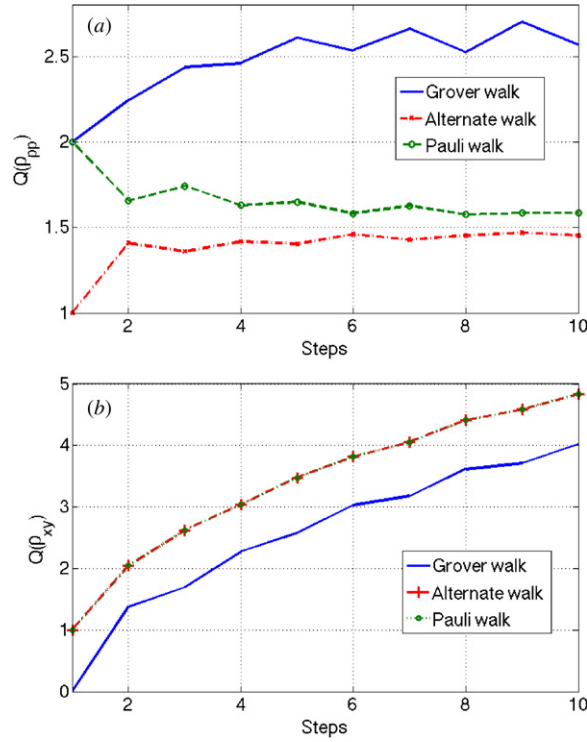 (a)
2.5
2
1.5
1
Q(ρpp)
Grover walk
Alternate walk
Pauli walk
2 4 6 8 10
Steps
(b)
5
4
3
2
1
0
Q(ρxy)
Grover walk
Alternate walk
Pauli walk
2 4 6 8 10
Steps